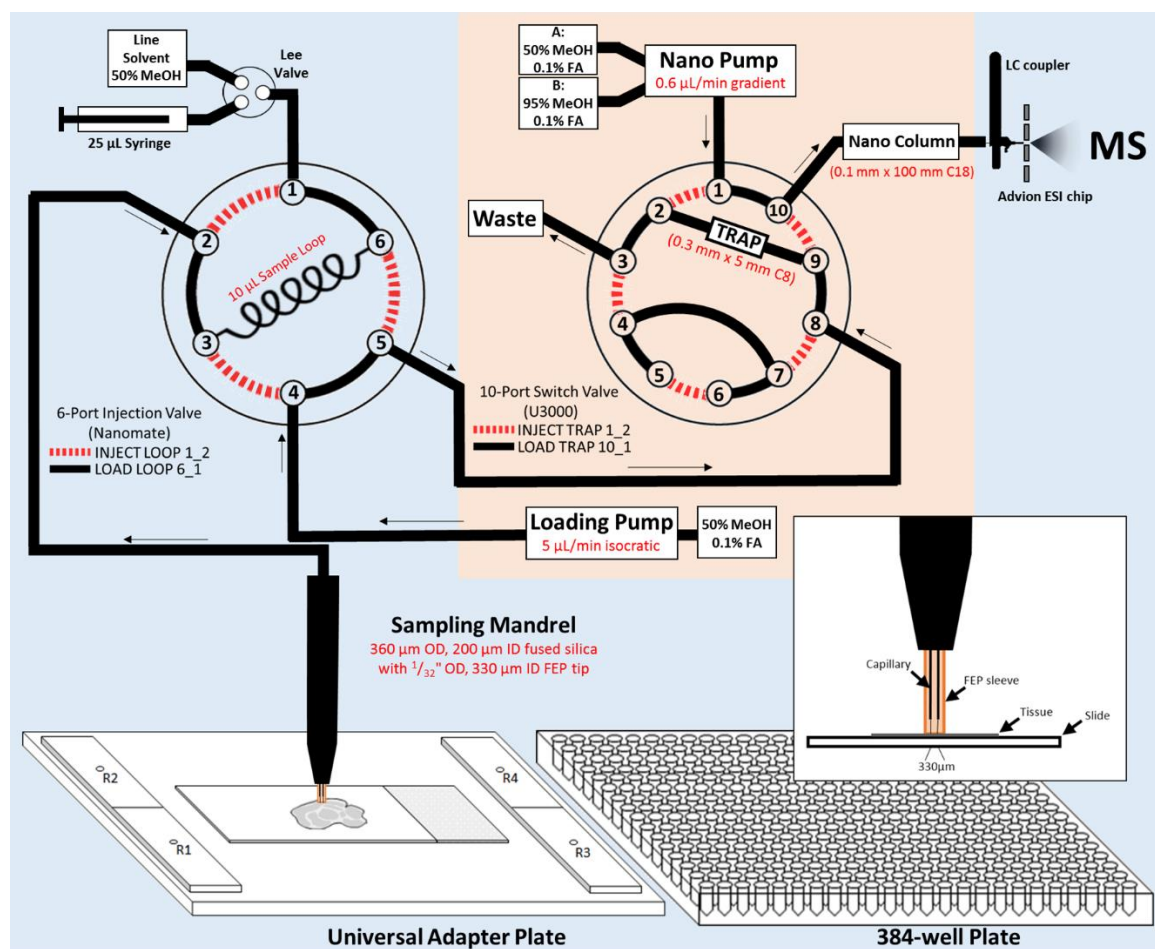 Line
Solvent
50% MeOH
Lee
Valve
25 µL Syringe
A:
50% MeOH
0.1% FA
B:
95% MeOH
0.1% FA
Nano Pump
0.6 µL/min gradient
LC coupler
Nano Column
(0.1 mm x 100 mm C18)
MS
Advion ESI chip
Waste
1
2
3
4
5
6
10 µL Sample Loop
1
2
3
4
5
6
7
8
9
10
TRAP
(0.3 mm x 5 mm C8)
6-Port Injection Valve
(Nanomate)
INJECT LOOP 1_2
LOAD LOOP 6_1
10-Port Switch Valve
(U3000)
INJECT TRAP 1_2
LOAD TRAP 10_1
Loading Pump
5 µL/min isocratic
50% MeOH
0.1% FA
Sampling Mandrel
360 µm OD, 200 µm ID fused silica
with 1/32" OD, 330 µm ID FEP tip
Capillary
FEP sleeve
Tissue
Slide
330µm
R2
R4
R1
R3
Universal Adapter Plate
384-well Plate